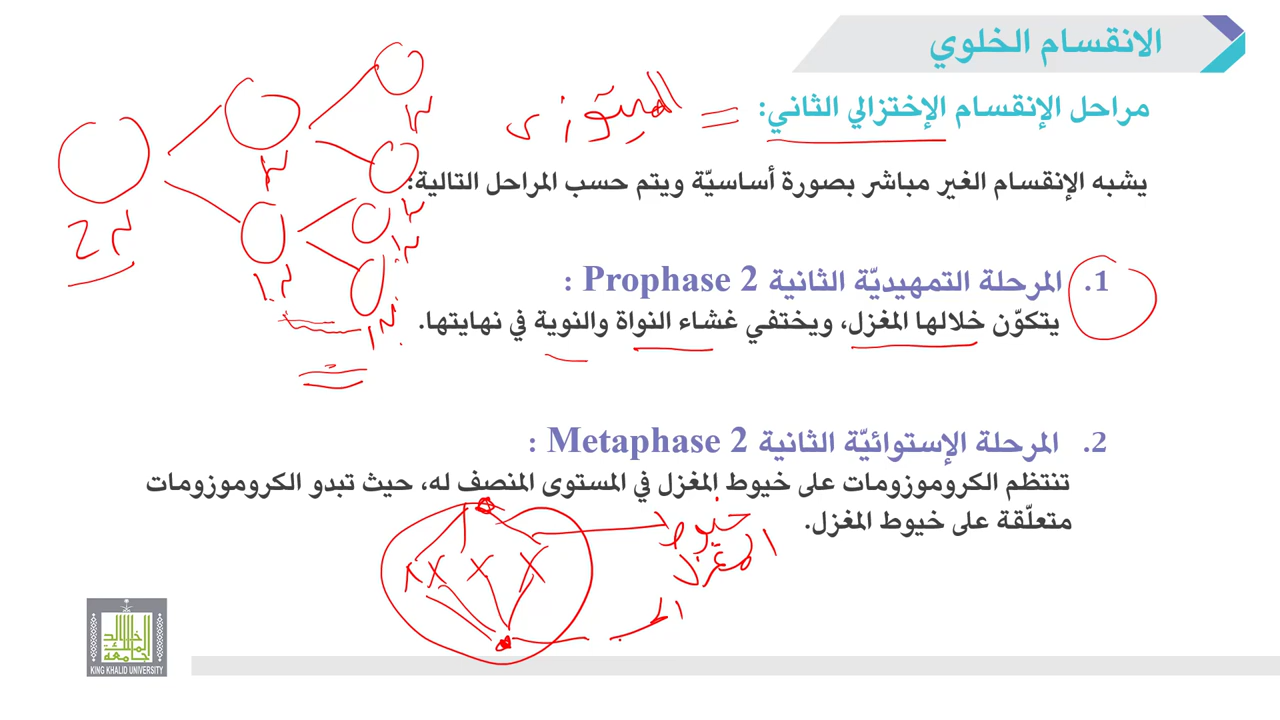 الانقسام الخلوي
مراحل الإنقسام الإختزالي الثاني: = الميتوزى
يشبه الإنقسام الغير مباشر بصورة أساسيّة ويتم حسب المراحل التالية:
1. المرحلة التمهيديّة الثانية Prophase 2 :
يتكوّن خلالها المغزل، ويختفي غشاء النواة والنوية في نهايتها.
2. المرحلة الإستوائيّة الثانية Metaphase 2 :
تنتظم الكروموزومات على خيوط المغزل في المستوى المنصف له، حيث تبدو الكروموزومات
متعلّقة على خيوط المغزل.
خيوط
المغزل
KING KHALID UNIVERSITY